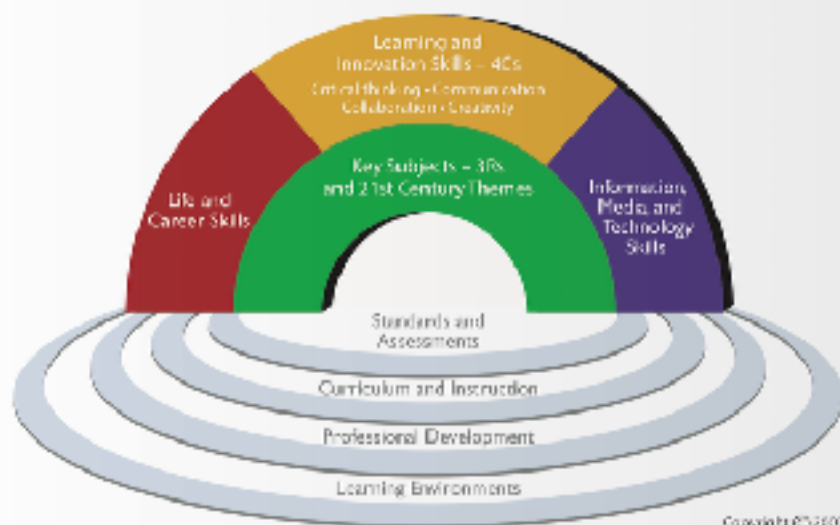 Learning and
Innovation Skills – 4Cs
Critical thinking • Communication
Collaboration • Creativity
Key Subjects – 3Rs
and 21st Century Themes
Life and
Career Skills
Information,
Media, and
Technology
Skills
Standards and
Assessments
Curriculum and Instruction
Professional Development
Learning Environments
Copyright